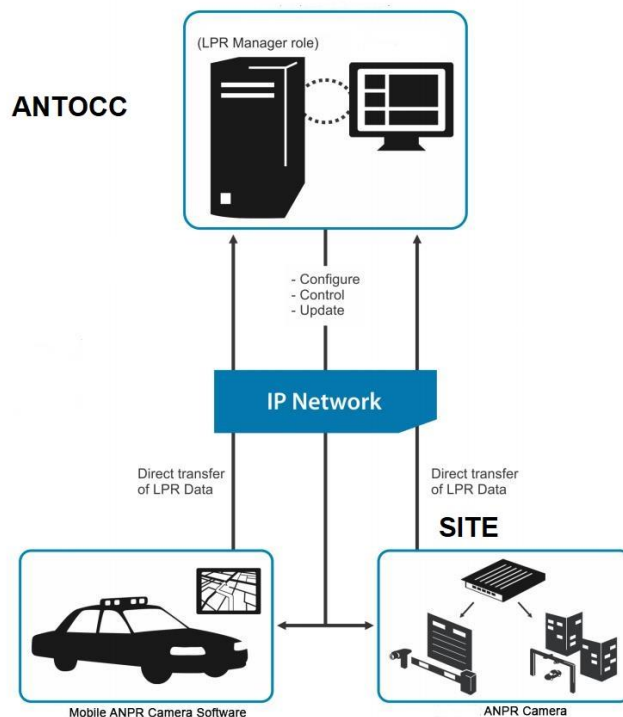 (LPR Manager role)
ANTOCC
- Configure
- Control
- Update
IP Network
Direct transfer
of LPR Data
Direct transfer
of LPR Data
SITE
Mobile ANPR Camera Software
ANPR Camera